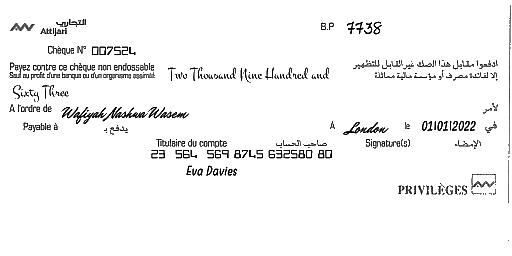 التجاري
Attijari
B.P 7738
Chèque N° 007524
Payez contre ce chèque non endossable
Sauf au profit d'une banque ou d'un organisme assimilé
Two Thousand Nine Hundred and
ادفعوا مقابل هذا الصك غير القابل للتظهير
إلا لفائدة مصرف أو مؤسسة مالية مماثلة
Sixty Three
A l'ordre de Wafiyah Nashwa Wasem لأمر
Payable à يدفع بـ A London le 01/01/2022 في
Titulaire du compte صاحب الحساب Signature(s) الإمضاء
23 564 569 8745 632580 80
Eva Davies
PRIVILÈGES